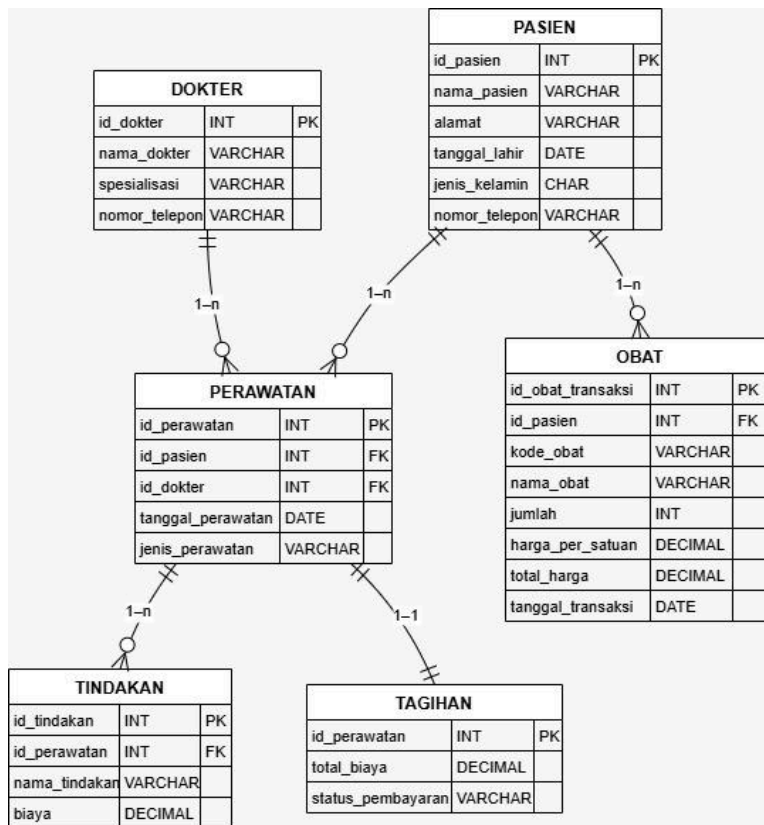 PASIEN
id_pasien INT PK
nama_pasien VARCHAR
alamat VARCHAR
tanggal_lahir DATE
jenis_kelamin CHAR
nomor_telepon VARCHAR
DOKTER
id_dokter INT PK
nama_dokter VARCHAR
spesialisasi VARCHAR
nomor_telepon VARCHAR
1–n
1–n
1–n
PERAWATAN
id_perawatan INT PK
id_pasien INT FK
id_dokter INT FK
tanggal_perawatan DATE
jenis_perawatan VARCHAR
OBAT
id_obat_transaksi INT PK
id_pasien INT FK
kode_obat VARCHAR
nama_obat VARCHAR
jumlah INT
harga_per_satuan DECIMAL
total_harga DECIMAL
tanggal_transaksi DATE
1–n
1–1
TINDAKAN
id_tindakan INT PK
id_perawatan INT FK
nama_tindakan VARCHAR
biaya DECIMAL
TAGIHAN
id_perawatan INT PK
total_biaya DECIMAL
status_pembayaran VARCHAR